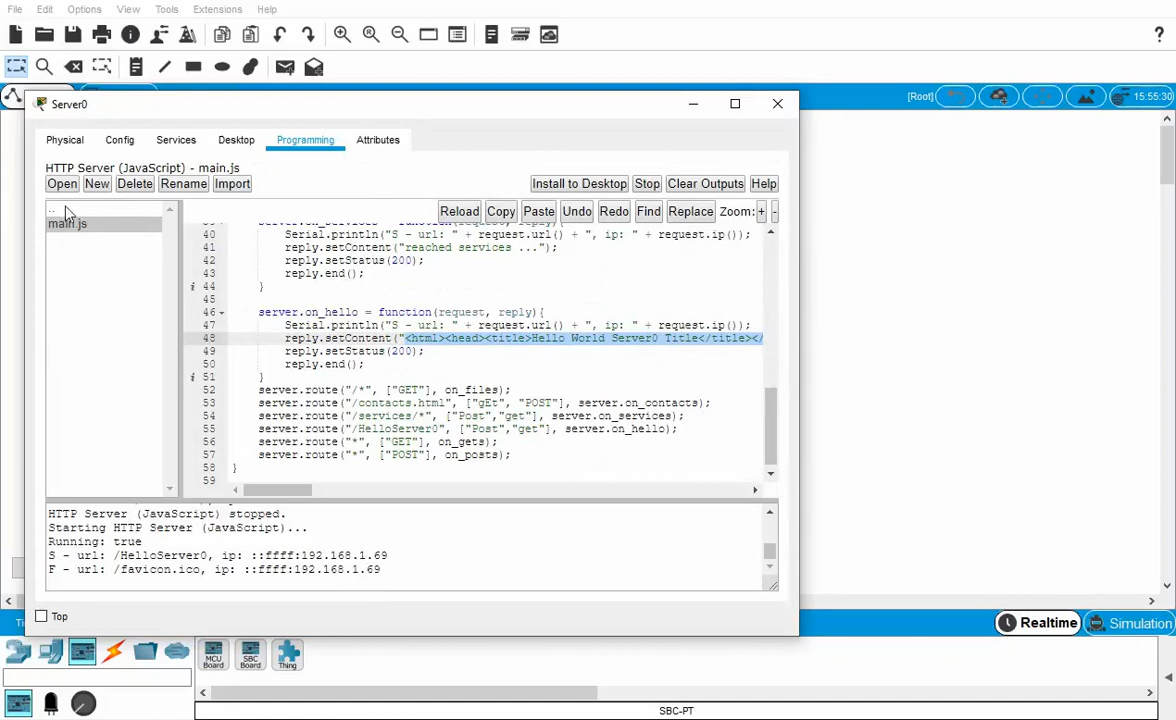 File Edit Options View Tools Extensions Help
?
[Root] 15:55:30
Server0
Physical Config Services Desktop Programming Attributes
HTTP Server (JavaScript) - main.js
Open New Delete Rename Import Install to Desktop Stop Clear Outputs Help
..
main.js
Reload Copy Paste Undo Redo Find Replace Zoom: + -
40 Serial.println("S - url: " + request.url() + ", ip: " + request.ip());
41 reply.setContent("reached services ...");
42 reply.setStatus(200);
43 reply.end();
i 44 }
45
46 server.on_hello = function(request, reply){
47 Serial.println("S - url: " + request.url() + ", ip: " + request.ip());
48 reply.setContent("<html><head><title>Hello World Server0 Title</title></
49 reply.setStatus(200);
50 reply.end();
i 51 }
52 server.route("/*", ["GET"], on_files);
53 server.route("/contacts.html", ["gEt", "POST"], server.on_contacts);
54 server.route("/services/*", ["Post","get"], server.on_services);
55 server.route("/HelloServer0", ["Post","get"], server.on_hello);
56 server.route("*", ["GET"], on_gets);
57 server.route("*", ["POST"], on_posts);
58 }
59
HTTP Server (JavaScript) stopped.
Starting HTTP Server (JavaScript)...
Running: true
S - url: /HelloServer0, ip: ::ffff:192.168.1.69
F - url: /favicon.ico, ip: ::ffff:192.168.1.69
Top
Realtime Simulation
MCU Board
SBC Board
Thing
SBC-PT